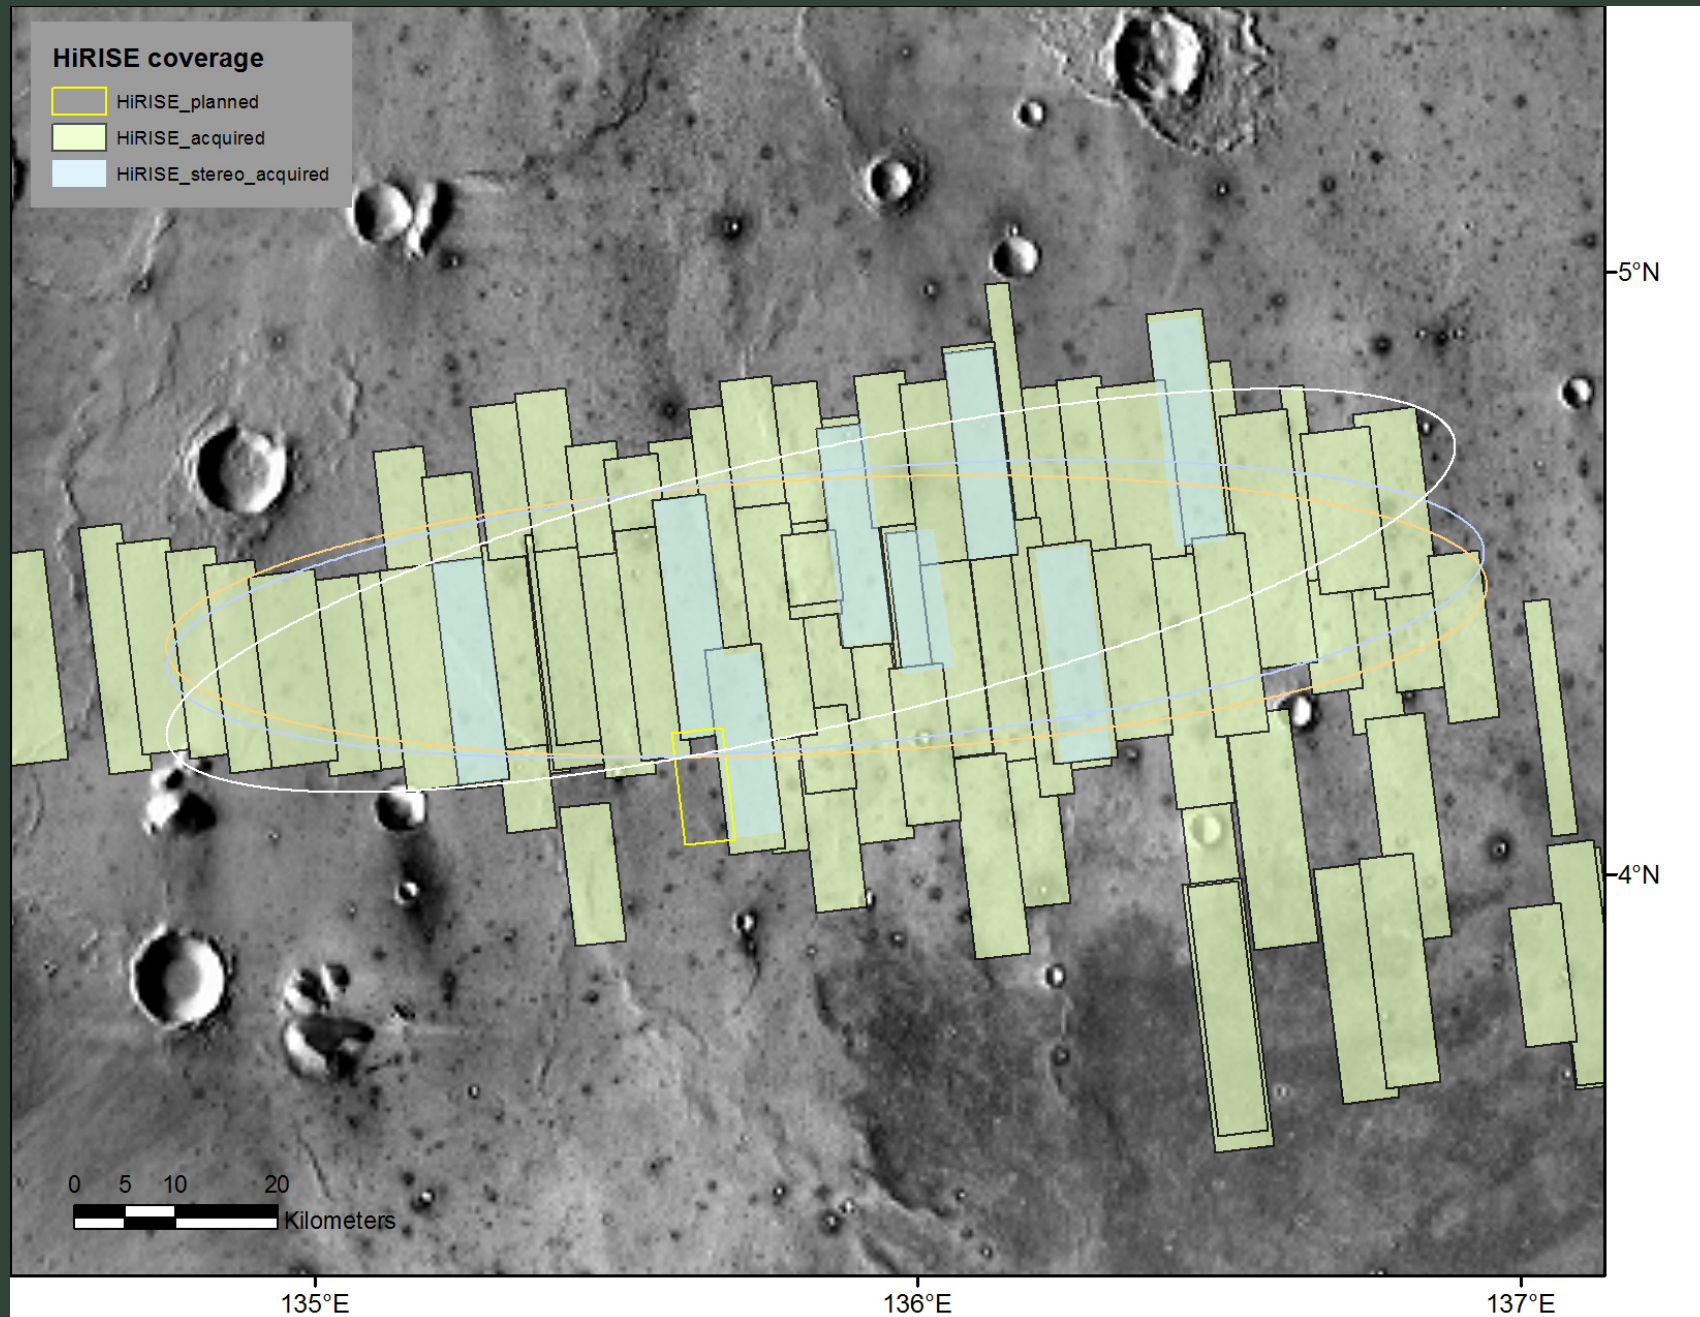 HiRISE coverage
HiRISE_planned
HiRISE_acquired
HiRISE_stereo_acquired
5°N
4°N
0 5 10 20
Kilometers
135°E 136°E 137°E